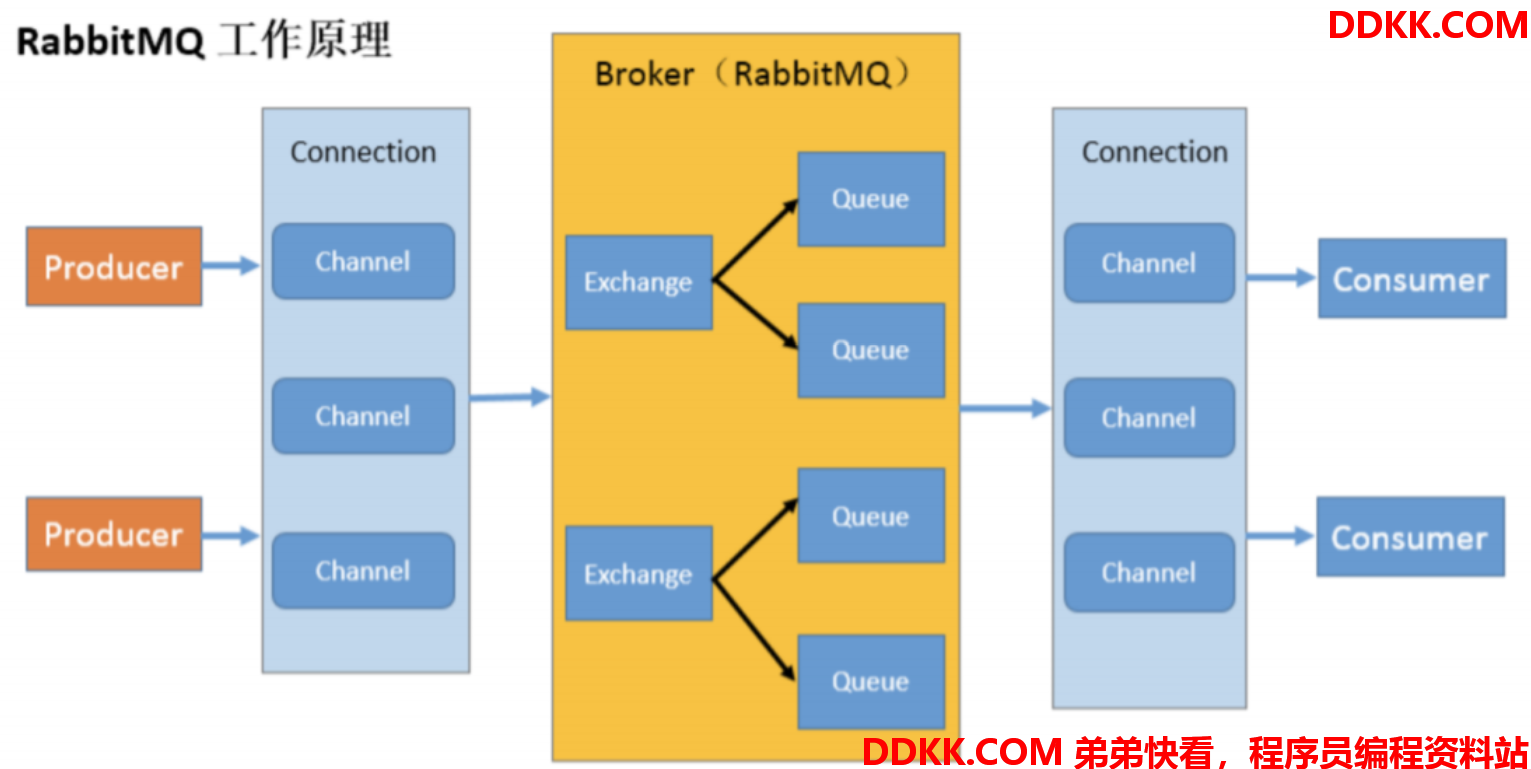 RabbitMQ 工作原理
DDKK.COM
Broker（RabbitMQ）
Connection
Connection
Queue
Producer
Channel
Exchange
Channel
Consumer
Queue
Channel
Channel
Queue
Producer
Channel
Exchange
Channel
Consumer
Queue
DDKK.COM 弟弟快看，程序员编程资料站